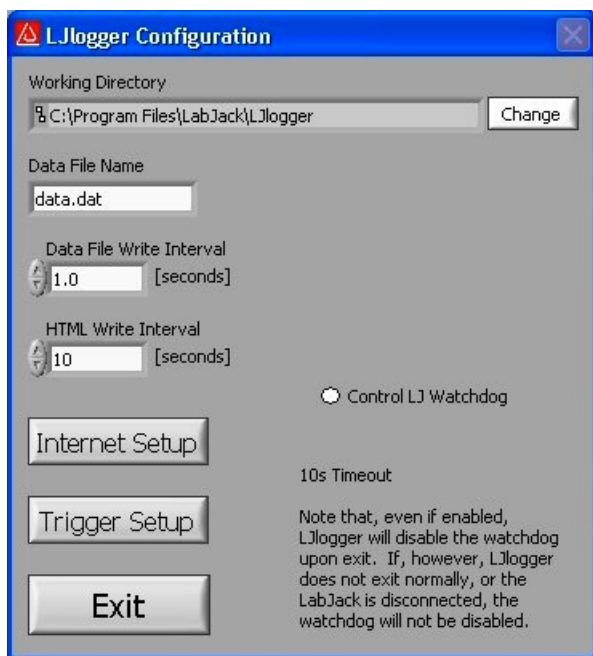 LJlogger Configuration
Working Directory
C:\Program Files\LabJack\LJlogger
Change
Data File Name
data.dat
Data File Write Interval
1.0 [seconds]
HTML Write Interval
10 [seconds]
Control LJ Watchdog
Internet Setup
10s Timeout
Trigger Setup
Note that, even if enabled,
LJlogger will disable the watchdog
upon exit. If, however, LJlogger
does not exit normally, or the
LabJack is disconnected, the
watchdog will not be disabled.
Exit